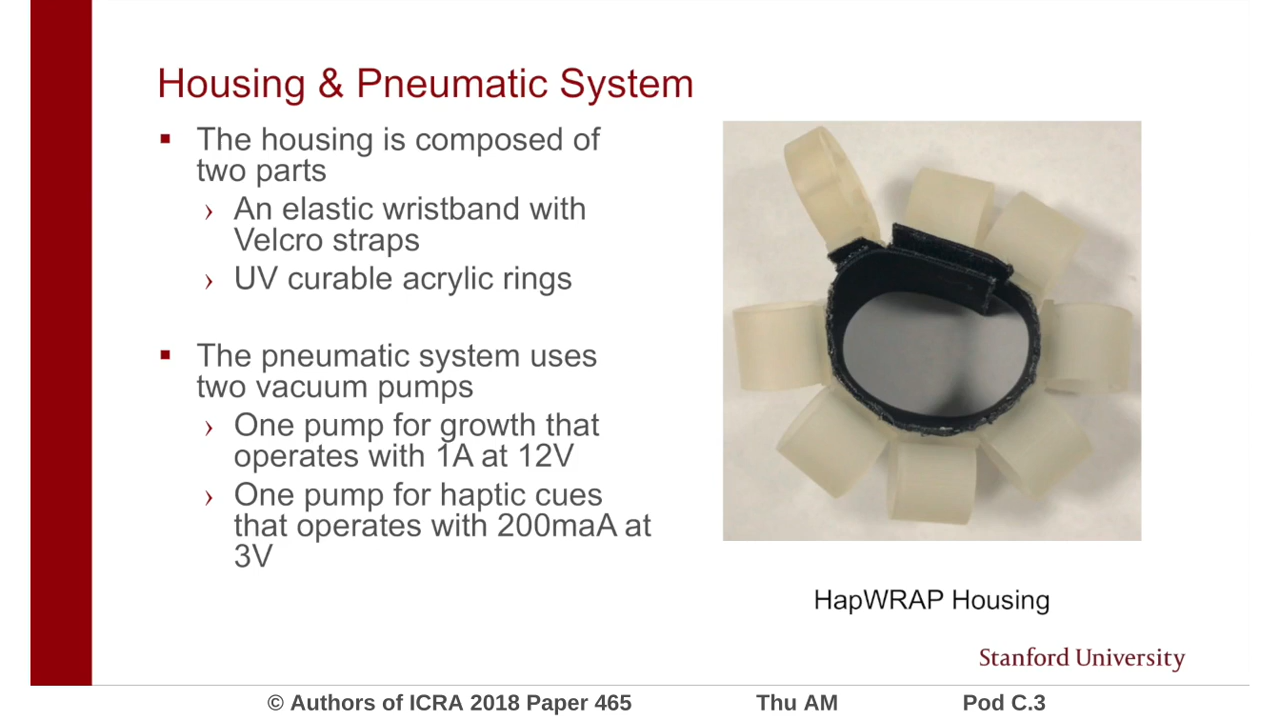 Housing & Pneumatic System
▪ The housing is composed of
two parts
› An elastic wristband with
Velcro straps
› UV curable acrylic rings
▪ The pneumatic system uses
two vacuum pumps
› One pump for growth that
operates with 1A at 12V
› One pump for haptic cues
that operates with 200maA at
3V
HapWRAP Housing
Stanford University
© Authors of ICRA 2018 Paper 465 Thu AM Pod C.3